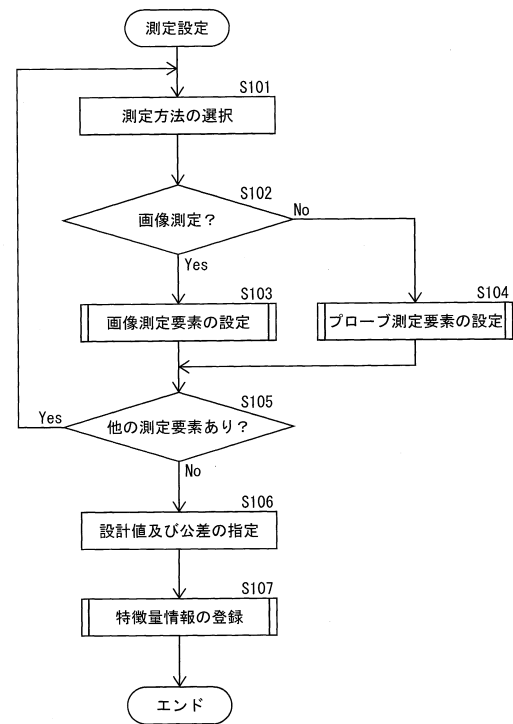 測定設定
S101
測定方法の選択
S102
画像測定?
No
Yes
S103
画像測定要素の設定
S104
プローブ測定要素の設定
S105
Yes
他の測定要素あり?
No
S106
設計値及び公差の指定
S107
特徴量情報の登録
エンド